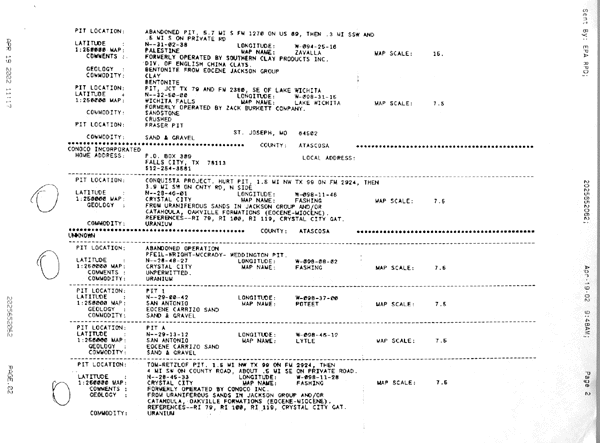 PIT LOCATION: ABANDONED PIT, 5.7 MI S FM 1270 ON US 69, THEN .3 MI SSW AND
.6 MI S ON PRIVATE RD
LATITUDE : N--31-02-38 LONGITUDE: W-094-25-16
1:250000 MAP: PALESTINE MAP NAME: ZAVALLA MAP SCALE: 15.
COMMENTS : FORMERLY OPERATED BY SOUTHERN CLAY PRODUCTS INC.
DIV. OF ENGLISH CHINA CLAYS.
GEOLOGY : BENTONITE FROM EOCENE JACKSON GROUP
COMMODITY: CLAY
BENTONITE
PIT LOCATION: PIT, JCT TX 79 AND FM 2380, SE OF LAKE WICHITA
LATITUDE : N--32-50-00 LONGITUDE: W-098-31-15
1:250000 MAP: WICHITA FALLS MAP NAME: LAKE WICHITA MAP SCALE: 7.5
FORMERLY OPERATED BY ZACK BURKETT COMPANY.
COMMODITY: SANDSTONE
CRUSHED
PIT LOCATION: FRASER PIT
ST. JOSEPH, MO 64502
COMMODITY: SAND & GRAVEL
COUNTY: ATASCOSA
CONOCO INCORPORATED
HOME ADDRESS: P.O. BOX 309 LOCAL ADDRESS:
FALLS CITY, TX 78113
512-254-3561
PIT LOCATION: CONQUISTA PROJECT. HURT PIT, 1.5 MI NW TX 99 ON FM 2924, THEN
3.9 MI SW ON CNTY RD, N SIDE
LATITUDE : N--28-46-01 LONGITUDE: W-098-11-45
1:250000 MAP: CRYSTAL CITY MAP NAME: FASHING MAP SCALE: 7.5
GEOLOGY : FROM URANIFEROUS SANDS IN JACKSON GROUP AND/OR
CATAHOULA, OAKVILLE FORMATIONS (EOCENE-MIOCENE).
REFERENCES--RI 79, RI 100, RI 119, CRYSTAL CITY GAT.
COMMODITY: URANIUM
COUNTY: ATASCOSA
UNKNOWN
PIT LOCATION: ABANDONED OPERATION
PFEIL-WRIGHT-MCCRADY- WEDDINGTON PIT.
LATITUDE : N--28-48-27 LONGITUDE: W-098-08-02
1:250000 MAP: CRYSTAL CITY MAP NAME: FASHING MAP SCALE: 7.5
COMMENTS : UNPERMITTED.
COMMODITY: URANIUM
PIT LOCATION: PIT 1
LATITUDE : N--29-00-42 LONGITUDE: W-098-37-00
1:250000 MAP: SAN ANTONIO MAP NAME: POTEET MAP SCALE: 7.5
GEOLOGY : EOCENE CARRIZO SAND
COMMODITY: SAND & GRAVEL
PIT LOCATION: PIT A
LATITUDE : N--29-13-12 LONGITUDE: W-098-45-12
1:250000 MAP: SAN ANTONIO MAP NAME: LYTLE MAP SCALE: 7.5
GEOLOGY : EOCENE CARRIZO SAND
COMMODITY: SAND & GRAVEL
PIT LOCATION: TOM-RETZLOF PIT. 1.5 MI NW TX 99 ON FM 2924, THEN
4 MI SW ON COUNTY ROAD, ABOUT .5 MI SE ON PRIVATE ROAD.
LATITUDE : N--28-45-33 LONGITUDE: W-098-11-28
1:250000 MAP: CRYSTAL CITY MAP NAME: FASHING MAP SCALE: 7.5
COMMENTS : FORMERLY OPERATED BY CONOCO INC.
GEOLOGY : FROM URANIFEROUS SANDS IN JACKSON GROUP AND/OR
CATAHOULA, OAKVILLE FORMATIONS (EOCENE-MIOCENE).
REFERENCES--RI 79, RI 100, RI 119, CRYSTAL CITY GAT.
COMMODITY: URANIUM
APR 19 2002 11:17
2025652062
PAGE.02
Sent By: EPA RPD;
2025652062;
Apr-19-02 9:48AM;
Page 2